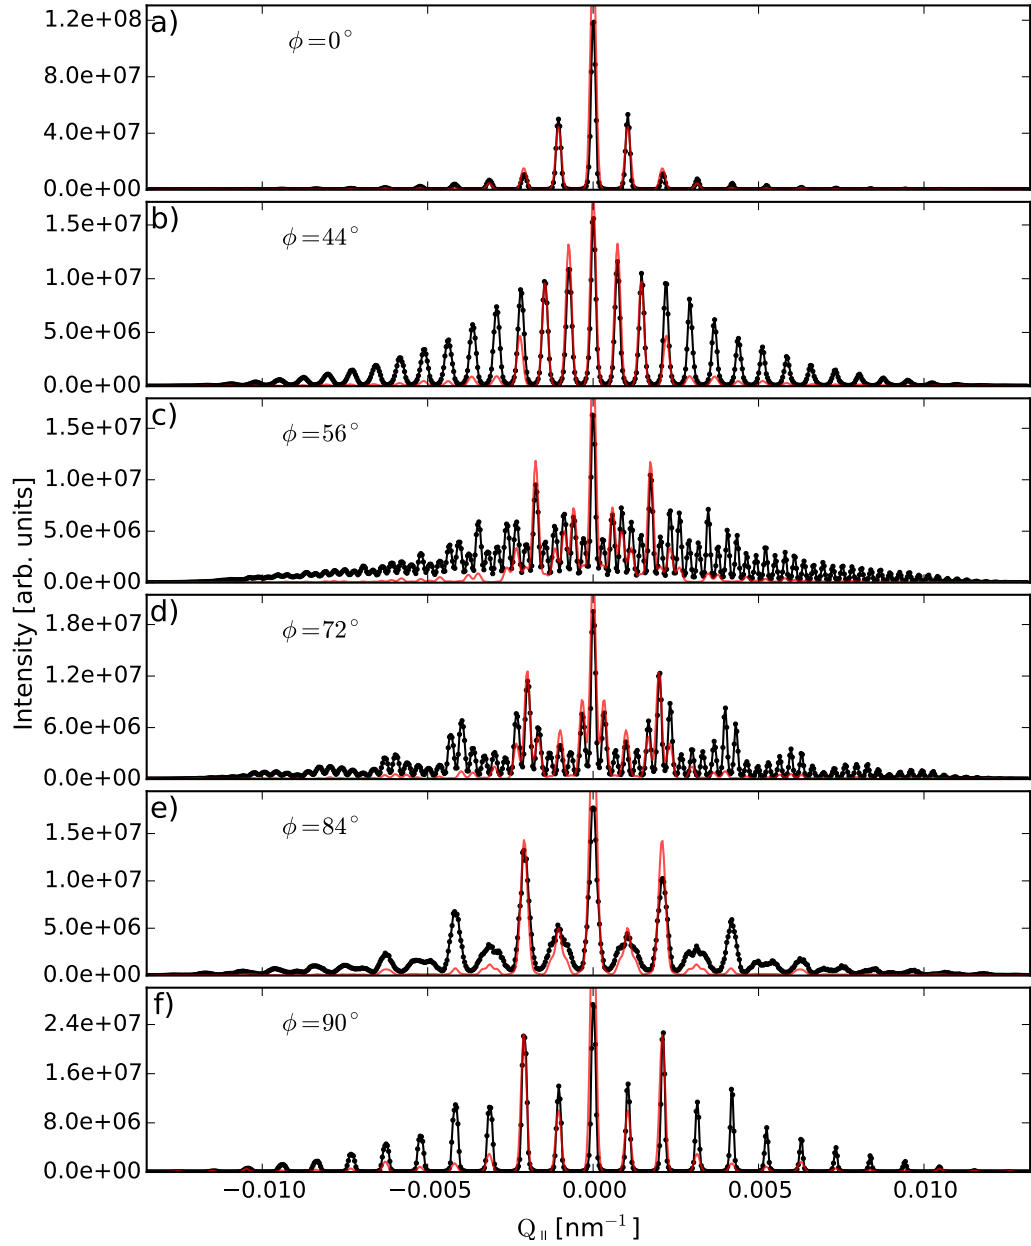 a)
ϕ=0°
1.2e+08
8.0e+07
4.0e+07
0.0e+00
b)
ϕ=44°
1.5e+07
1.0e+07
5.0e+06
0.0e+00
c)
ϕ=56°
1.5e+07
1.0e+07
5.0e+06
0.0e+00
Intensity [arb. units]
d)
ϕ=72°
1.8e+07
1.2e+07
6.0e+06
0.0e+00
e)
ϕ=84°
1.5e+07
1.0e+07
5.0e+06
0.0e+00
f)
ϕ=90°
2.4e+07
1.6e+07
8.0e+06
0.0e+00
−0.010 −0.005 0.000 0.005 0.010
Q∥ [nm⁻¹]